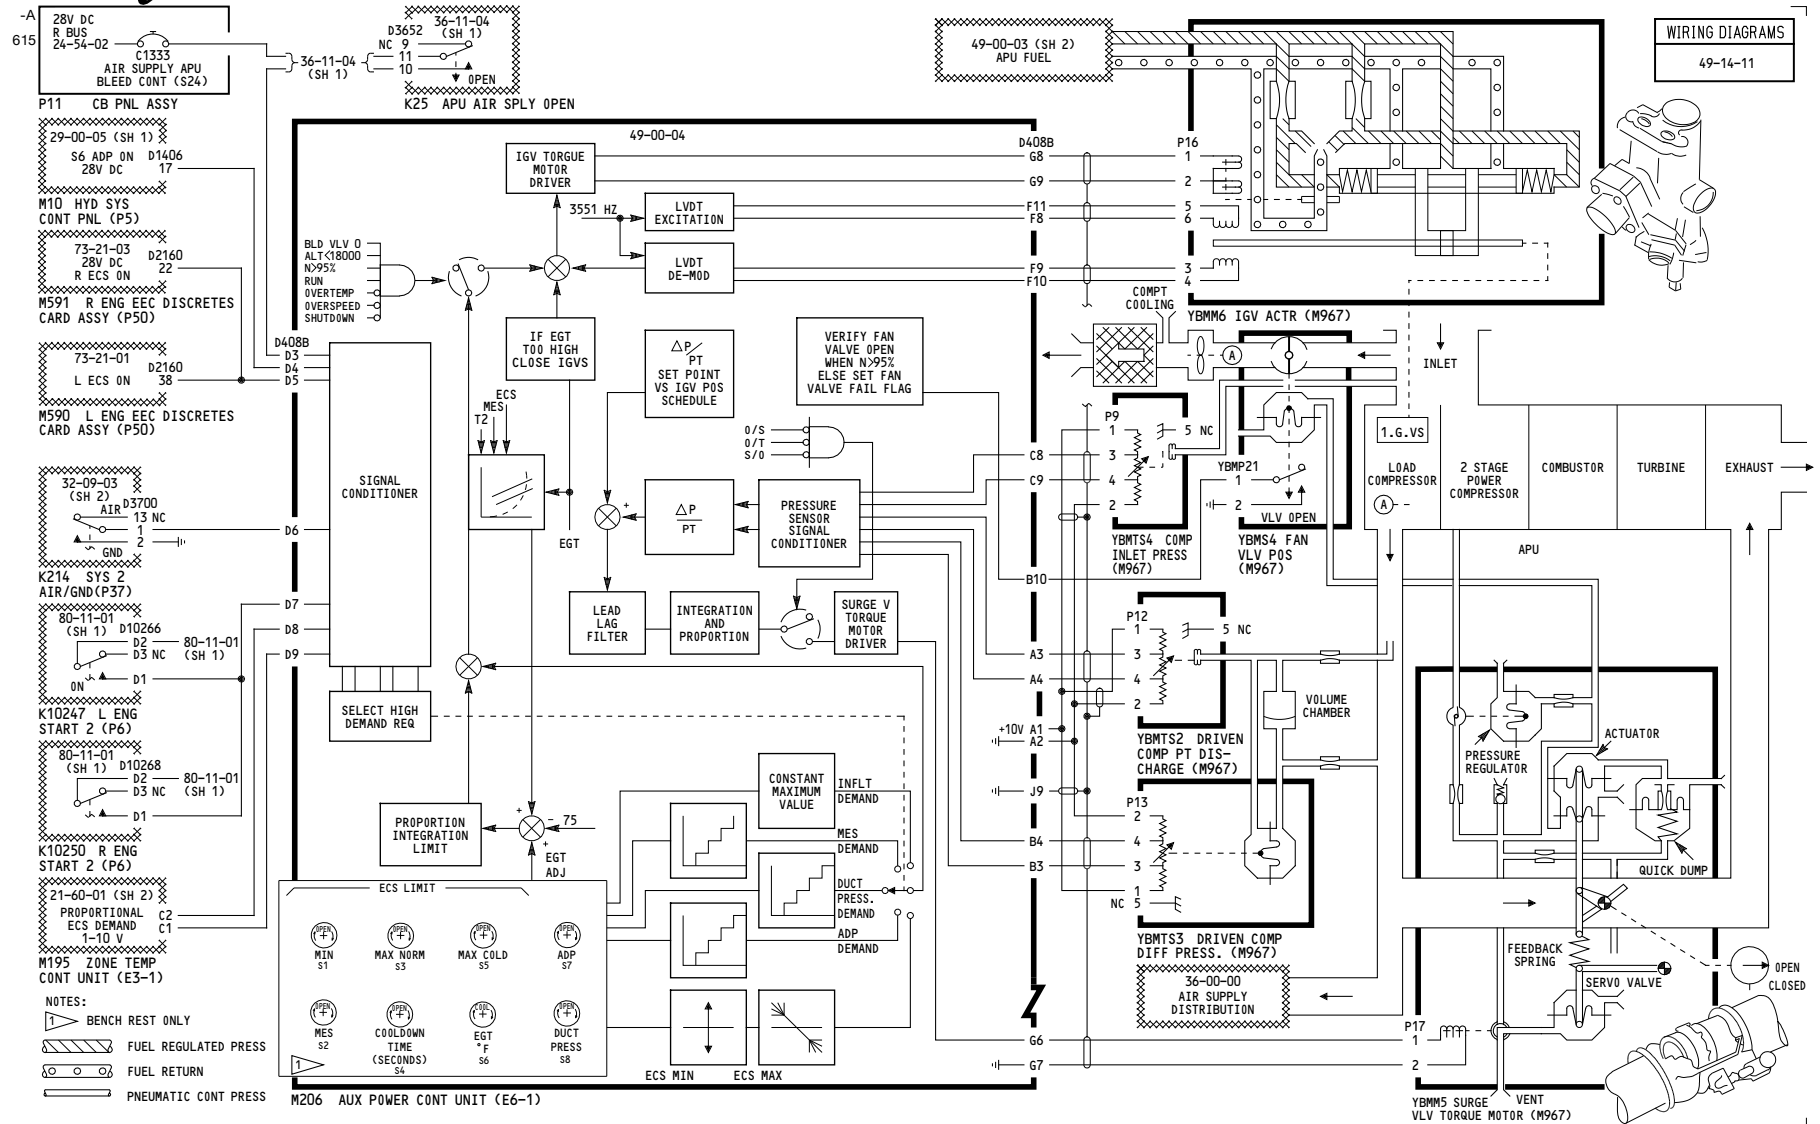 -A
615
28V DC
R BUS
24-54-02
C1333
AIR SUPPLY APU
BLEED CONT (S24)
P11 CB PNL ASSY
36-11-04
(SH 1)
36-11-04
(SH 1)
D3652
NC 9
11
10
OPEN
K25 APU AIR SPLY OPEN
29-00-05 (SH 1)
S6 ADP ON
28V DC
D1406
17
M10 HYD SYS
CONT PNL (P5)
73-21-03
28V DC
R ECS ON
D2160
22
M591 R ENG EEC DISCRETES
CARD ASSY (P50)
73-21-01
L ECS ON
D2160
38
M590 L ENG EEC DISCRETES
CARD ASSY (P50)
32-09-03
(SH 2)
AIR
D3700
13 NC
1
2
GND
K214 SYS 2
AIR/GND(P37)
80-11-01
(SH 1)
D10266
D2
D3 NC
80-11-01
(SH 1)
D1
ON
K10247 L ENG
START 2 (P6)
80-11-01
(SH 1)
D10268
D2
D3 NC
80-11-01
(SH 1)
D1
K10250 R ENG
START 2 (P6)
21-60-01 (SH 2)
PROPORTIONAL
ECS DEMAND
1-10 V
C2
C1
M195 ZONE TEMP
CONT UNIT (E3-1)
NOTES:
1 BENCH REST ONLY
FUEL REGULATED PRESS
FUEL RETURN
PNEUMATIC CONT PRESS
49-00-04
IGV TORGUE
MOTOR
DRIVER
3551 HZ
LVDT
EXCITATION
LVDT
DE-MOD
BLD VLV O
ALT<18000
N>95%
RUN
OVERTEMP
OVERSPEED
SHUTDOWN
D408B
D3
D4
D5
D6
D7
D8
D9
SIGNAL
CONDITIONER
IF EGT
TOO HIGH
CLOSE IGVS
ECS
MES
T2
EGT
△P/PT
SET POINT
VS IGV POS
SCHEDULE
VERIFY FAN
VALVE OPEN
WHEN N>95%
ELSE SET FAN
VALVE FAIL FLAG
O/S
O/T
S/O
+
△P
PT
PRESSURE
SENSOR
SIGNAL
CONDITIONER
LEAD
LAG
FILTER
INTEGRATION
AND
PROPORTION
SURGE V
TORQUE
MOTOR
DRIVER
SELECT HIGH
DEMAND REQ
PROPORTION
INTEGRATION
LIMIT
+
- 75
+
EGT
ADJ
CONSTANT
MAXIMUM
VALUE
INFLT
DEMAND
MES
DEMAND
DUCT
PRESS.
DEMAND
ADP
DEMAND
ECS LIMIT
OPEN
MIN
S1
OPEN
MAX NORM
S3
OPEN
MAX COLD
S5
OPEN
ADP
S7
OPEN
MES
S2
OPEN
COOLDOWN
TIME
(SECONDS)
S4
COOL
EGT
°F
S6
OPEN
DUCT
PRESS
S8
1
ECS MIN
ECS MAX
M206 AUX POWER CONT UNIT (E6-1)
D408B
G8
G9
F11
F8
F9
F10
C8
C9
B10
A3
A4
+10V A1
A2
J9
B4
B3
G6
G7
49-00-03 (SH 2)
APU FUEL
P16
1
2
5
6
3
4
YBMM6 IGV ACTR (M967)
WIRING DIAGRAMS
49-14-11
COMPT
COOLING
A
INLET
P9
1
3
4
2
5 NC
YBMTS4 COMP
INLET PRESS
(M967)
YBMP21
1
2
VLV OPEN
YBMS4 FAN
VLV POS
(M967)
1.G.VS
LOAD
COMPRESSOR
A
2 STAGE
POWER
COMPRESSOR
COMBUSTOR
TURBINE
EXHAUST
APU
P12
1
3
4
2
5 NC
YBMTS2 DRIVEN
COMP PT DIS-
CHARGE (M967)
VOLUME
CHAMBER
P13
2
4
3
1
NC 5
YBMTS3 DRIVEN COMP
DIFF PRESS. (M967)
36-00-00
AIR SUPPLY
DISTRIBUTION
PRESSURE
REGULATOR
ACTUATOR
QUICK DUMP
FEEDBACK
SPRING
SERVO VALVE
OPEN
CLOSED
P17
1
2
VENT
YBMM5 SURGE
VLV TORQUE MOTOR (M967)